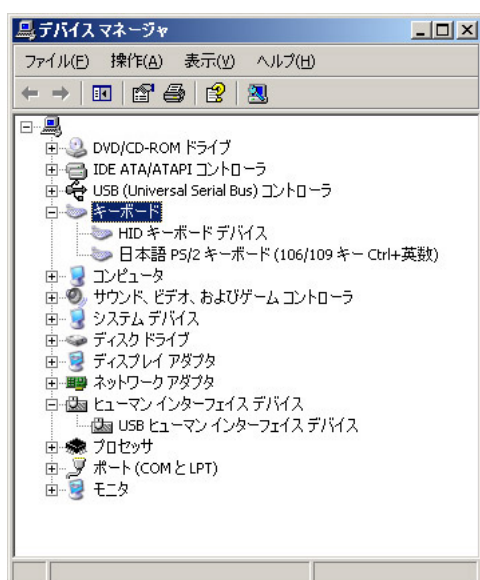 デバイス マネージャ
ファイル(F) 操作(A) 表示(V) ヘルプ(H)
DVD/CD-ROM ドライブ
IDE ATA/ATAPI コントローラ
USB (Universal Serial Bus) コントローラ
キーボード
HID キーボード デバイス
日本語 PS/2 キーボード (106/109 キー Ctrl+英数)
コンピュータ
サウンド、ビデオ、およびゲーム コントローラ
システム デバイス
ディスク ドライブ
ディスプレイ アダプタ
ネットワーク アダプタ
ヒューマン インターフェイス デバイス
USB ヒューマン インターフェイス デバイス
プロセッサ
ポート (COM と LPT)
モニタ